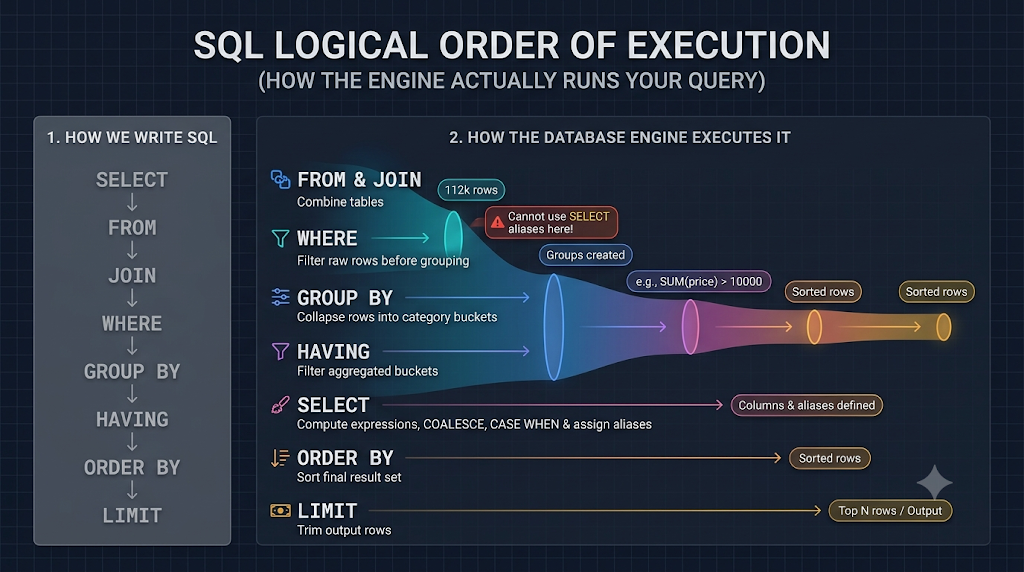 SQL LOGICAL ORDER OF EXECUTION
(HOW THE ENGINE ACTUALLY RUNS YOUR QUERY)
1. HOW WE WRITE SQL
SELECT
FROM
JOIN
WHERE
GROUP BY
HAVING
ORDER BY
LIMIT
2. HOW THE DATABASE ENGINE EXECUTES IT
FROM & JOIN
Combine tables
112k rows
Cannot use SELECT
aliases here!
WHERE
Filter raw rows before grouping
Groups created
e.g., SUM(price) > 10000
Sorted rows
Sorted rows
GROUP BY
Collapse rows into category buckets
HAVING
Filter aggregated buckets
SELECT
Columns & aliases defined
Compute expressions, COALESCE, CASE WHEN & assign aliases
ORDER BY
Sorted rows
Sort final result set
LIMIT
Top N rows / Output
Trim output rows